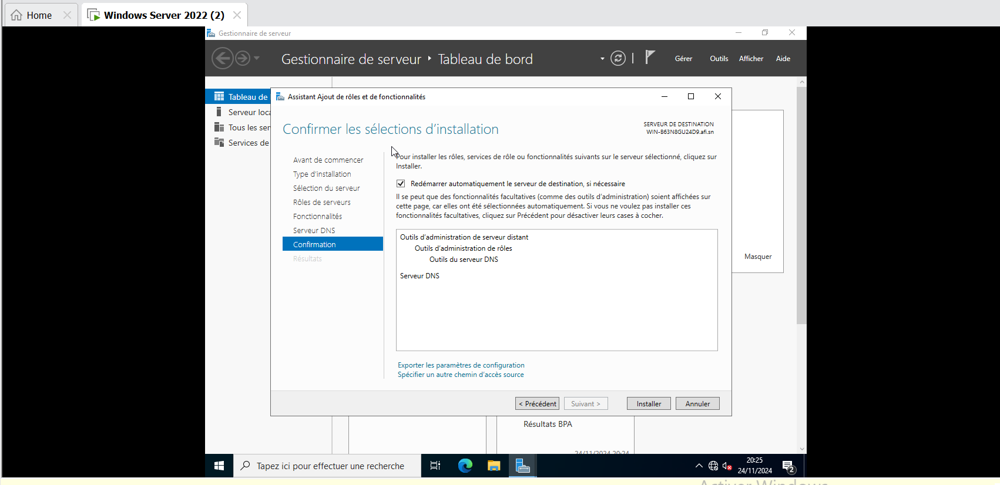 Home
Windows Server 2022 (2)
Gestionnaire de serveur
Gestionnaire de serveur
Tableau de bord
Gérer
Outils
Afficher
Aide
Tableau de
Serveur loca
Tous les ser
Services de
Assistant Ajout de rôles et de fonctionnalités
Confirmer les sélections d'installation
SERVEUR DE DESTINATION
WIN-B63N8GU24D9.afi.sn
Avant de commencer
Type d'installation
Sélection du serveur
Rôles de serveurs
Fonctionnalités
Serveur DNS
Confirmation
Résultats
Pour installer les rôles, services de rôle ou fonctionnalités suivants sur le serveur sélectionné, cliquez sur
Installer.
Redémarrer automatiquement le serveur de destination, si nécessaire
Il se peut que des fonctionnalités facultatives (comme des outils d'administration) soient affichées sur
cette page, car elles ont été sélectionnées automatiquement. Si vous ne voulez pas installer ces
fonctionnalités facultatives, cliquez sur Précédent pour désactiver leurs cases à cocher.
Outils d'administration de serveur distant
Outils d'administration de rôles
Outils du serveur DNS
Serveur DNS
Exporter les paramètres de configuration
Spécifier un autre chemin d'accès source
< Précédent
Suivant >
Installer
Annuler
Masquer
Résultats BPA
24/11/2024 20:24
Tapez ici pour effectuer une recherche
20:25
24/11/2024
2
Activer Windows